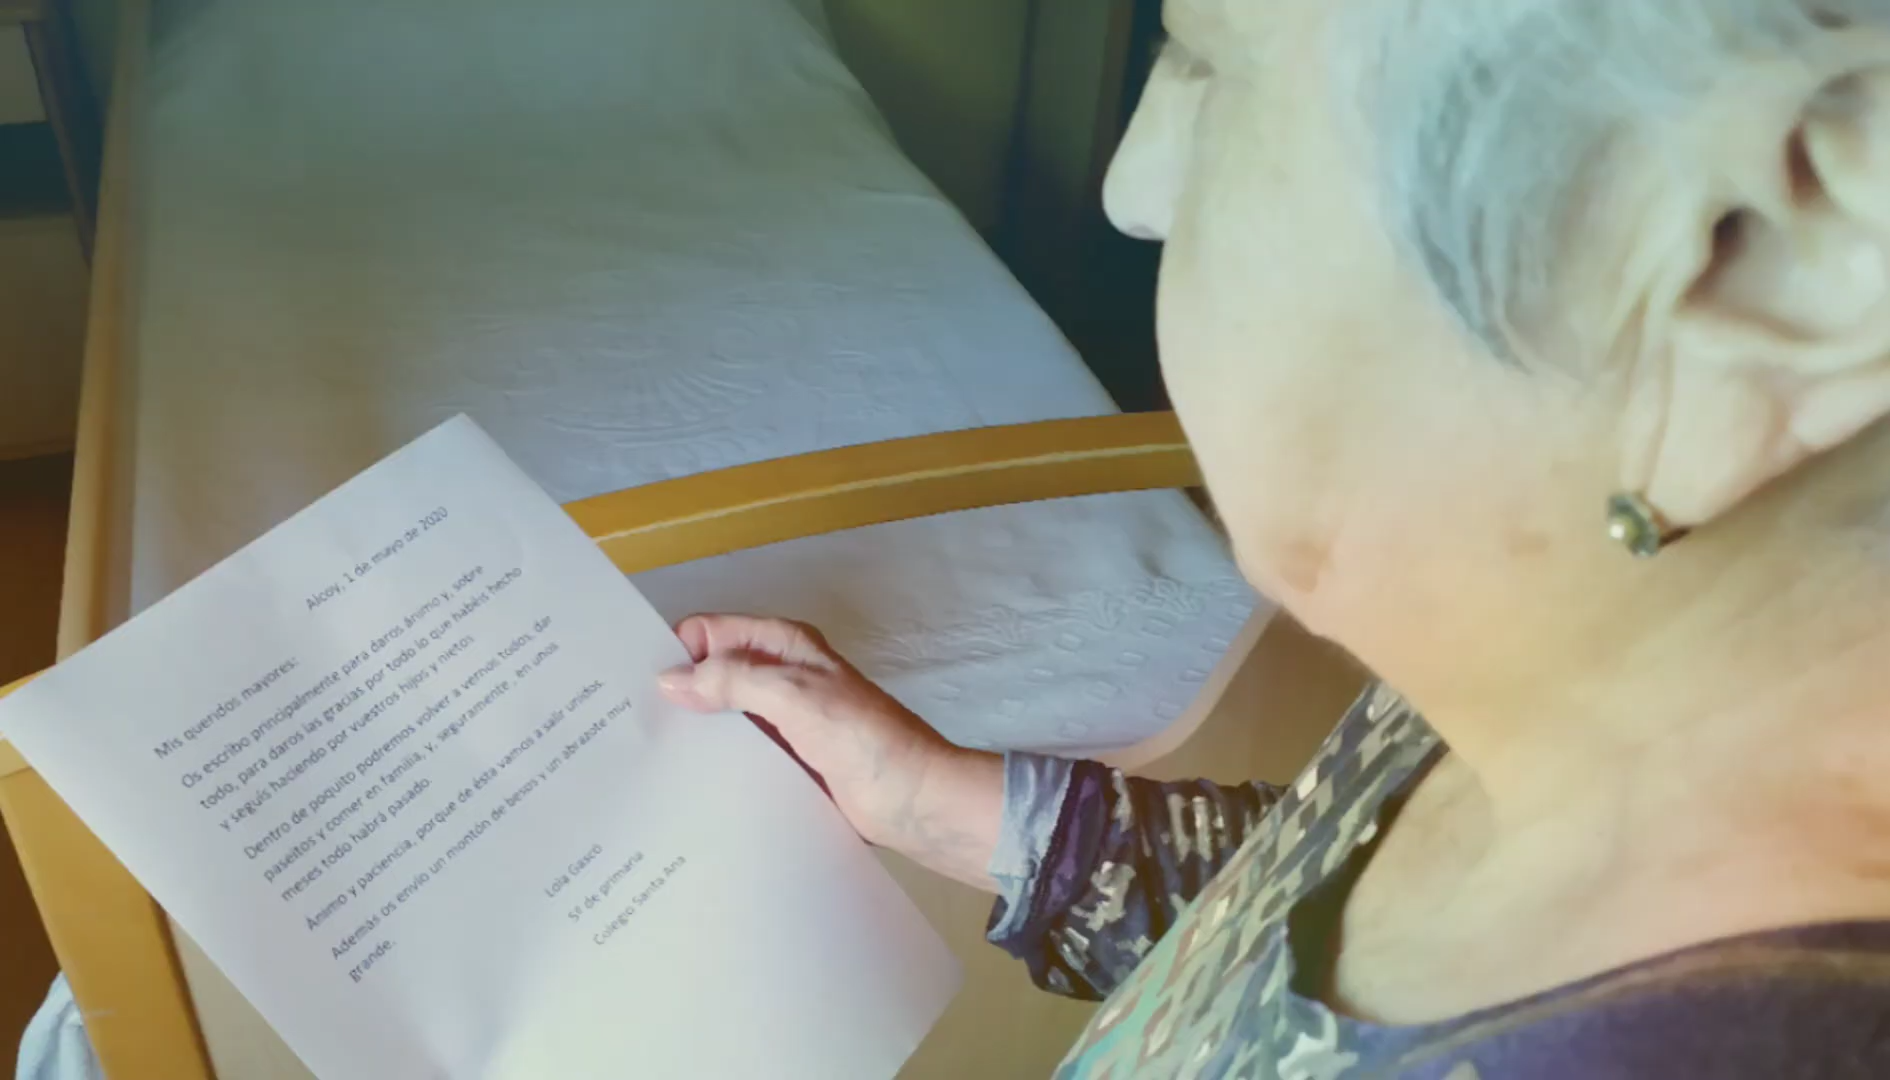 Alcoy, 1 de mayo de 2020
Mis queridos mayores:
Os escribo principalmente para daros ánimo y, sobre
todo, para daros las gracias por todo lo que habéis hecho
y seguís haciendo por vuestros hijos y nietos
Dentro de poquito podremos volver a vernos todos, dar
paseitos y comer en familia, y, seguramente , en unos
meses todo habrá pasado.
Ánimo y paciencia, porque de ésta vamos a salir unidos.
Además os envío un montón de besos y un abrazote muy
grande.
Lola Gascó
5º de primaria
Colegio Santa Ana